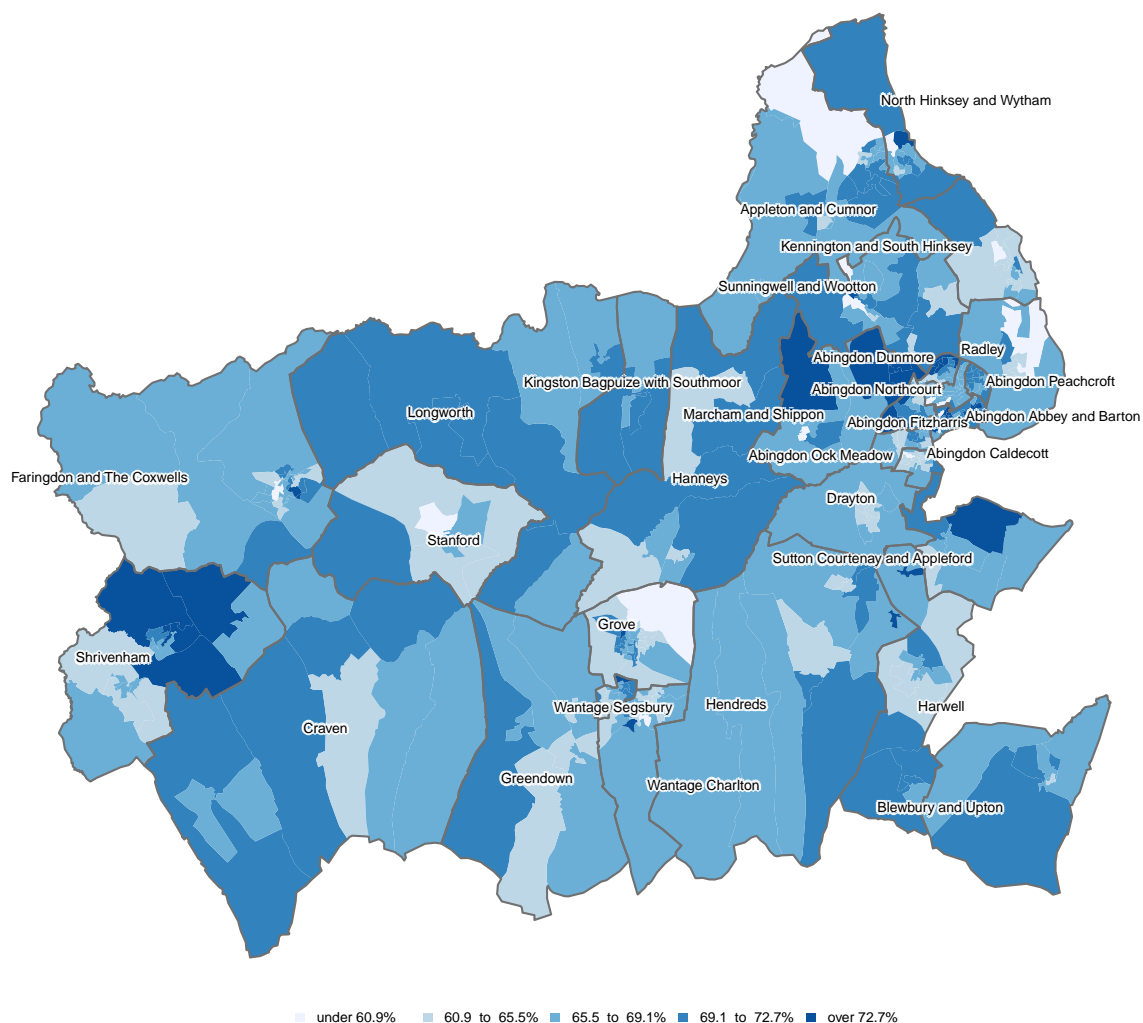 North Hinksey and Wytham
Appleton and Cumnor
Kennington and South Hinksey
Sunningwell and Wootton
Abingdon Dunmore
Radley
Kingston Bagpuize with Southmoor
Abingdon Peachcroft
Abingdon Northcourt
Longworth
Marcham and Shippon
Abingdon Abbey and Barton
Abingdon Fitzharris
Abingdon Ock Meadow
Abingdon Caldecott
Faringdon and The Coxwells
Hanneys
Drayton
Stanford
Sutton Courtenay and Appleford
Grove
Shrivenham
Wantage Segsbury
Hendreds
Harwell
Craven
Greendown
Wantage Charlton
Blewbury and Upton
under 60.9% 60.9 to 65.5% 65.5 to 69.1% 69.1 to 72.7% over 72.7%